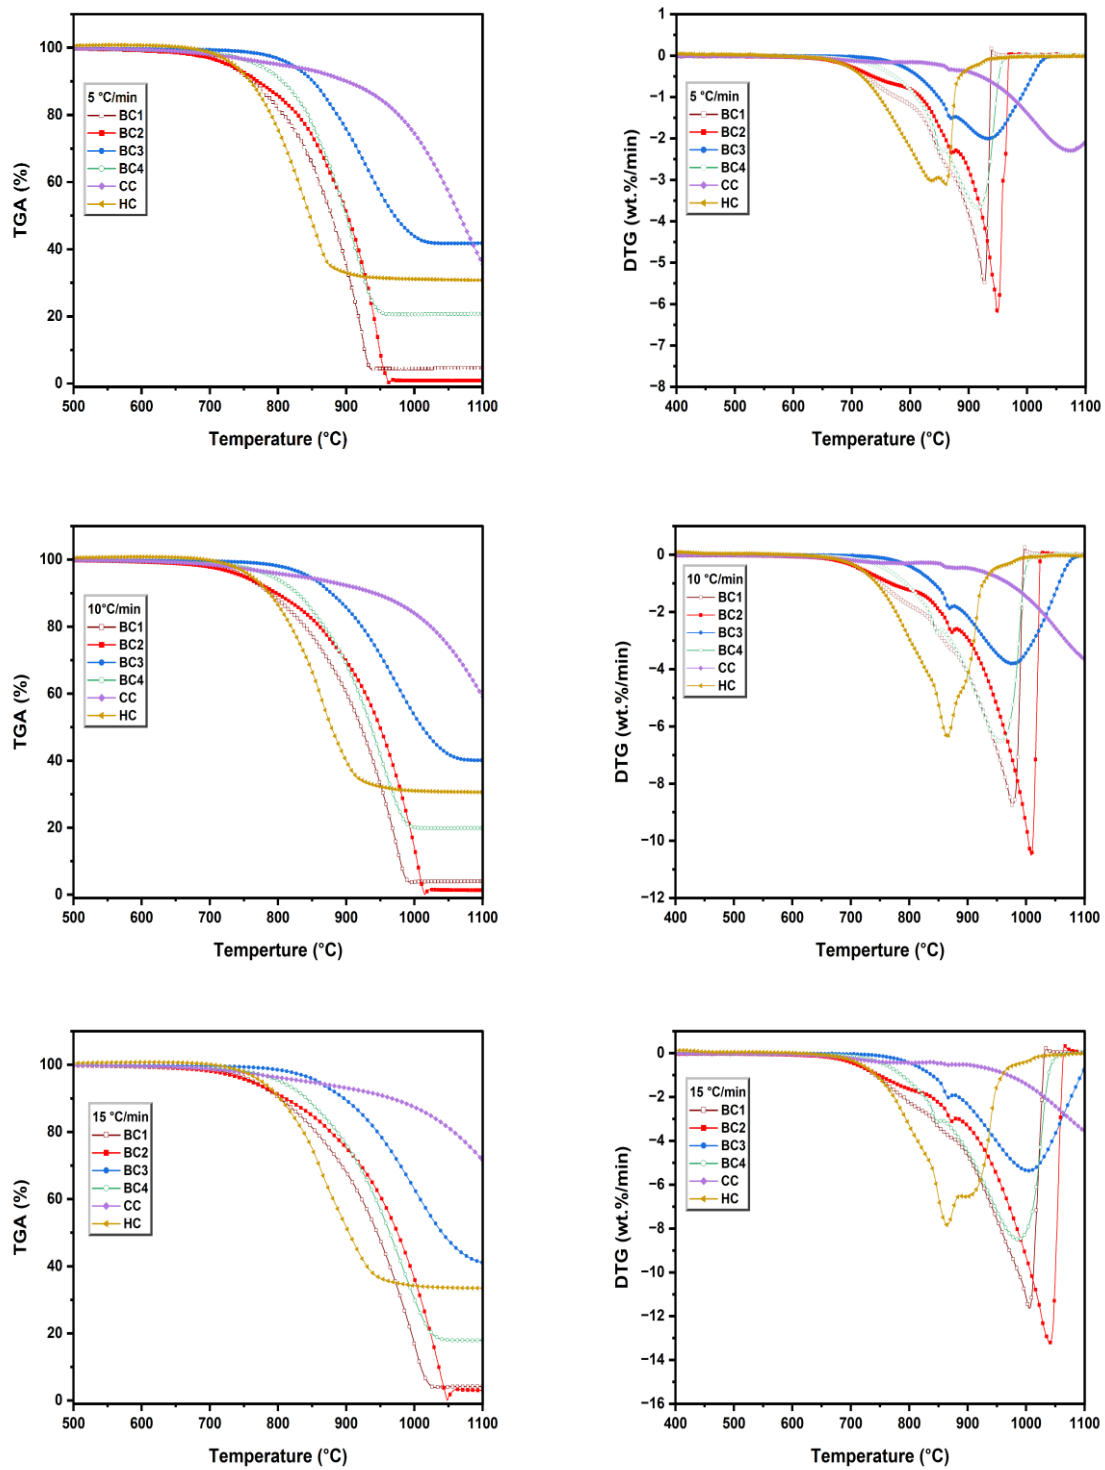 100
80
60
40
20
0
TGA (%)
5 °C/min
BC1
BC2
BC3
BC4
CC
HC
500 600 700 800 900 1000 1100
Temperature (°C)
1
0
−1
−2
−3
−4
−5
−6
−7
−8
DTG (wt.%/min)
5 °C/min
BC1
BC2
BC3
BC4
CC
HC
400 500 600 700 800 900 1000 1100
Temperature (°C)
100
80
60
40
20
0
TGA (%)
10°C/min
BC1
BC2
BC3
BC4
CC
HC
500 600 700 800 900 1000 1100
Temperture (°C)
0
−2
−4
−6
−8
−10
−12
DTG (wt.%/min)
10 °C/min
BC1
BC2
BC3
BC4
CC
HC
400 500 600 700 800 900 1000 1100
Temperature (°C)
100
80
60
40
20
0
TGA (%)
15 °C/min
BC1
BC2
BC3
BC4
CC
HC
500 600 700 800 900 1000 1100
Temperature (°C)
0
−2
−4
−6
−8
−10
−12
−14
−16
DTG (wt.%/min)
15 °C/min
BC1
BC2
BC3
BC4
CC
HC
400 500 600 700 800 900 1000 1100
Temperature (°C)